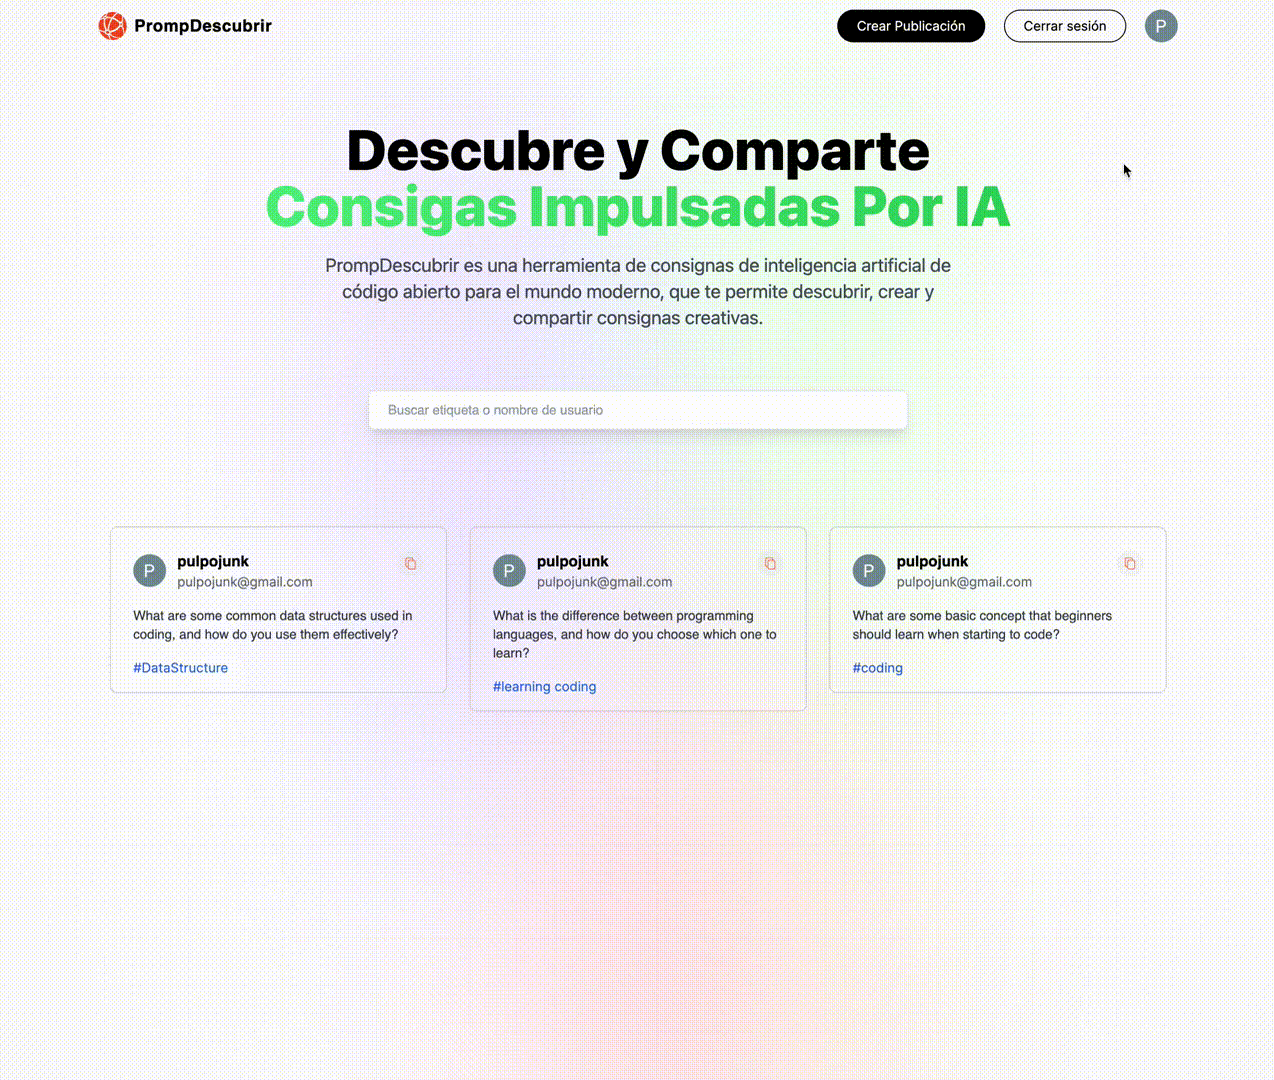 PrompDescubrir
Crear Publicación
Cerrar sesión
P
Descubre y Comparte
Consigas Impulsadas Por IA
PrompDescubrir es una herramienta de consignas de inteligencia artificial de
código abierto para el mundo moderno, que te permite descubrir, crear y
compartir consignas creativas.
Buscar etiqueta o nombre de usuario
P
pulpojunk
pulpojunk@gmail.com
What are some common data structures used in
coding, and how do you use them effectively?
#DataStructure
P
pulpojunk
pulpojunk@gmail.com
What is the difference between programming
languages, and how do you choose which one to
learn?
#learning coding
P
pulpojunk
pulpojunk@gmail.com
What are some basic concept that beginners
should learn when starting to code?
#coding